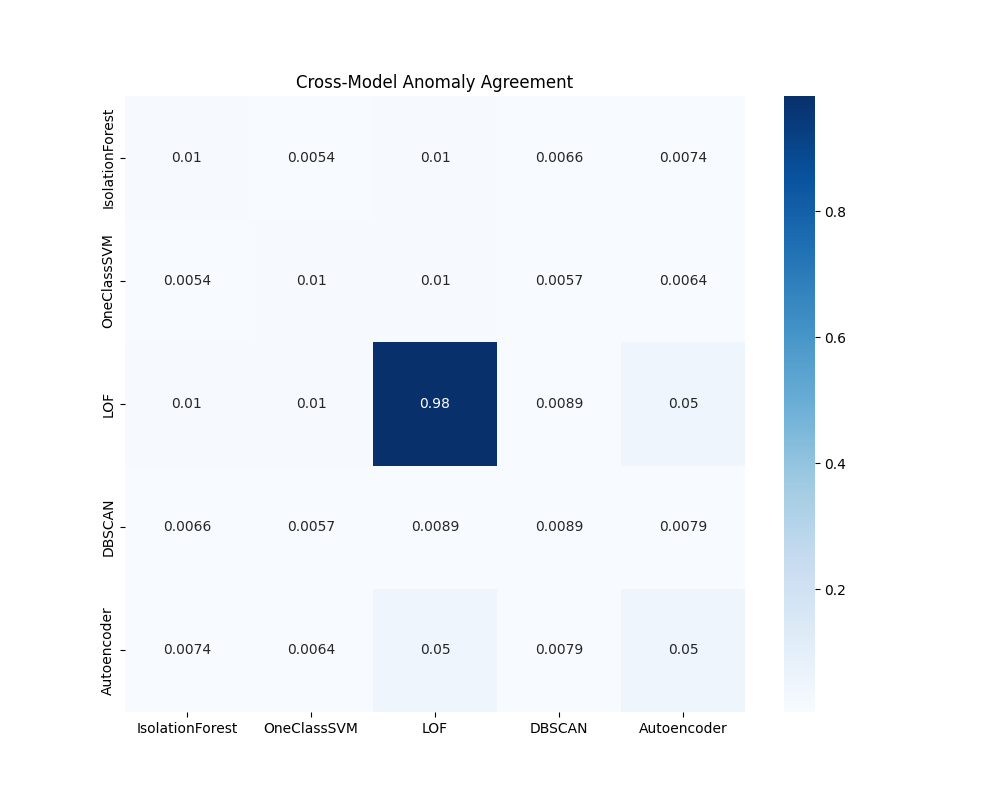 Cross-Model Anomaly Agreement
IsolationForest
0.01 0.0054 0.01 0.0066 0.0074
OneClassSVM
0.0054 0.01 0.01 0.0057 0.0064
LOF
0.01 0.01 0.98 0.0089 0.05
DBSCAN
0.0066 0.0057 0.0089 0.0089 0.0079
Autoencoder
0.0074 0.0064 0.05 0.0079 0.05
IsolationForest OneClassSVM LOF DBSCAN Autoencoder
0.8
0.6
0.4
0.2